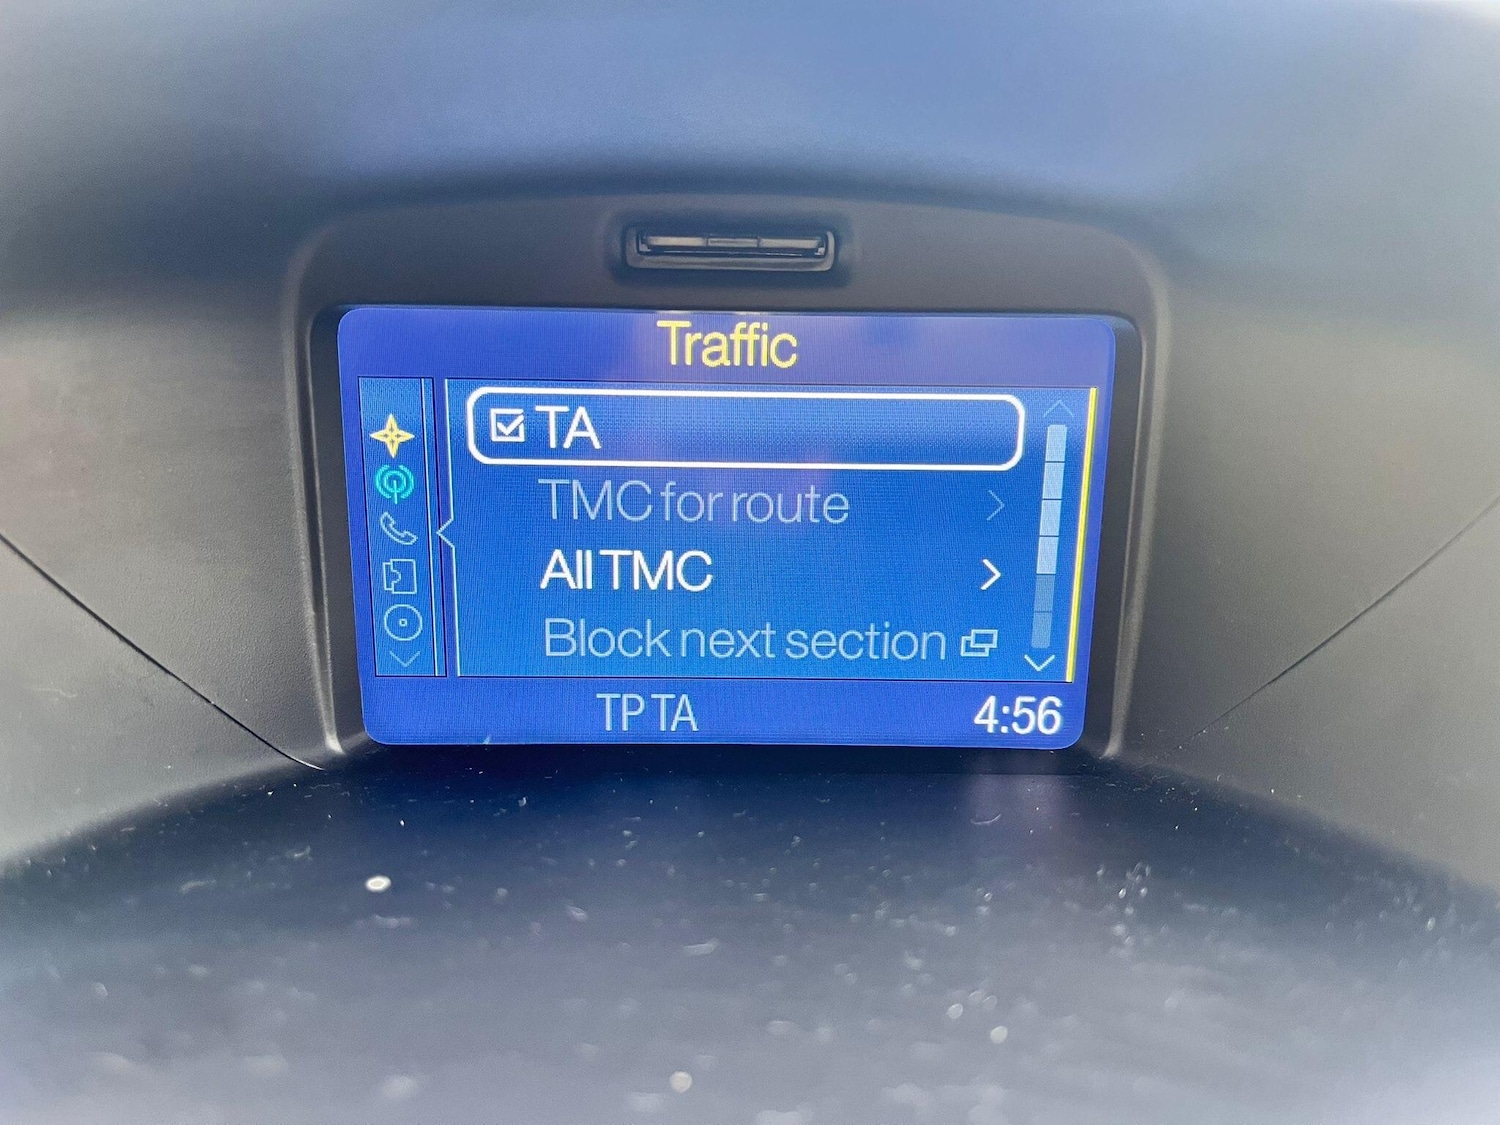 Traffic
TA
TMC for route
All TMC
Block next section
TP TA
4:56